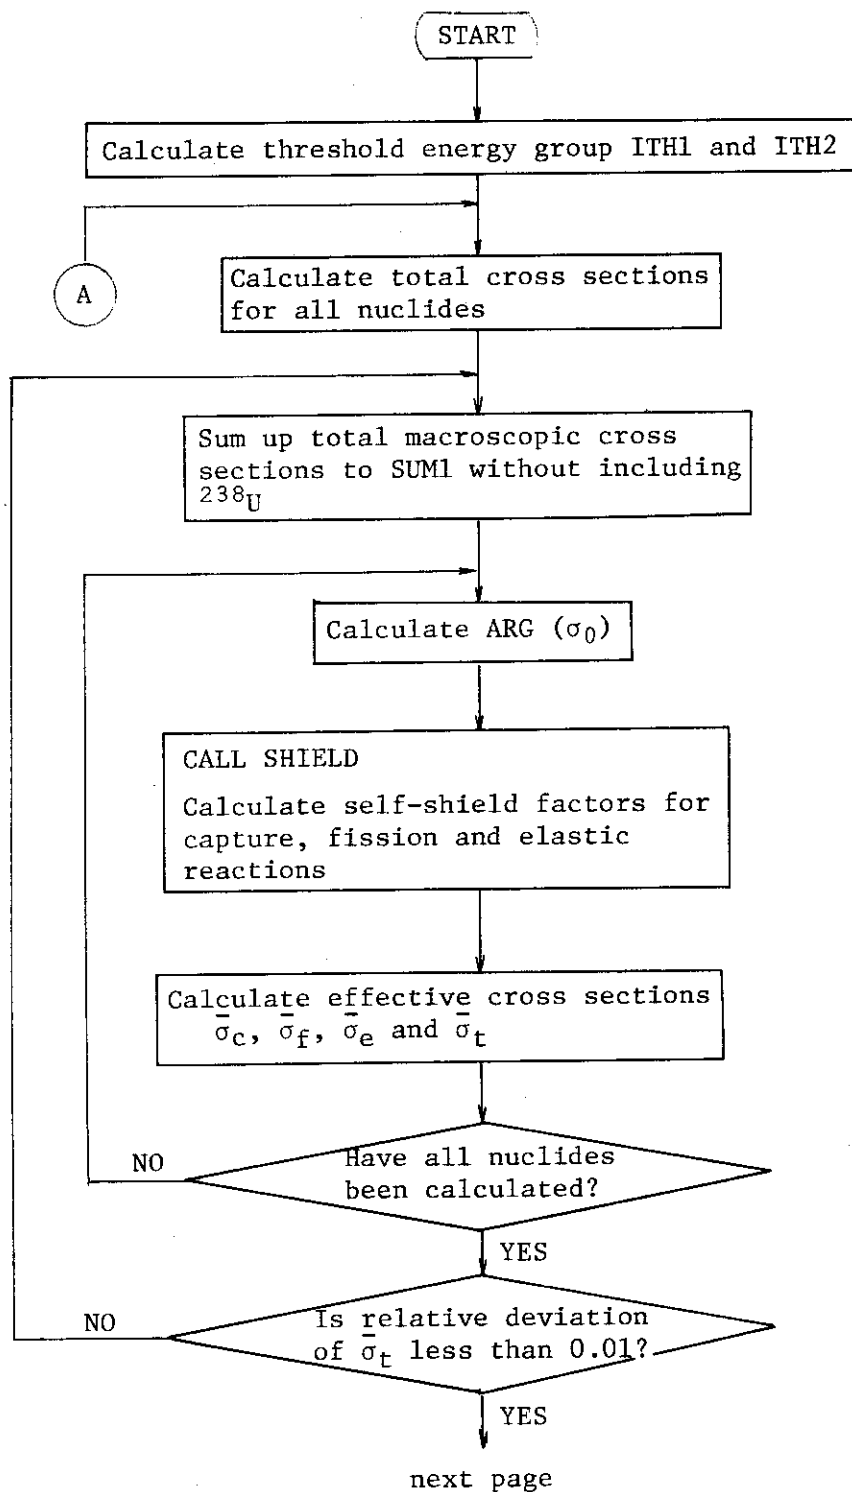 START
Calculate threshold energy group ITH1 and ITH2
A
Calculate total cross sections
for all nuclides
Sum up total macroscopic cross
sections to SUM1 without including
²³⁸U
Calculate ARG (σ₀)
CALL SHIELD
Calculate self-shield factors for
capture, fission and elastic
reactions
Calculate effective cross sections
σ̄c, σ̄f, σ̄e and σ̄t
Have all nuclides
been calculated?
NO
YES
Is relative deviation
of σ̄t less than 0.01?
NO
YES
next page